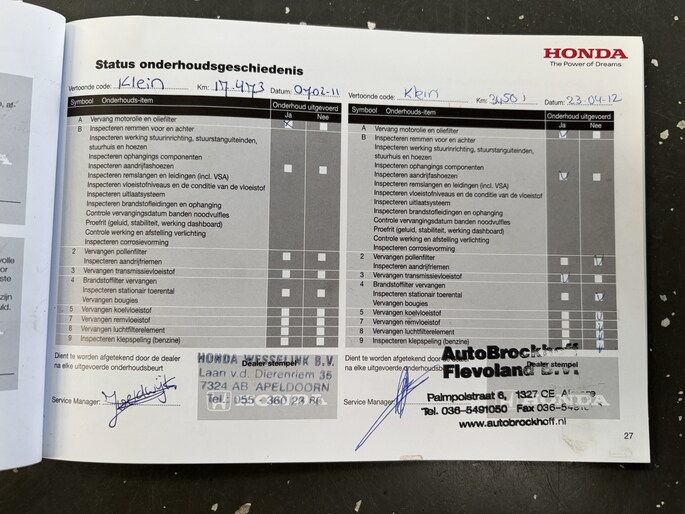 Status onderhoudsgeschiedenis
HONDA
The Power of Dreams
Vertoonde code: Klein Km: 17.473 Datum: 07-02-11
Symbool Onderhouds-item Onderhoud uitgevoerd
Ja Nee
A Vervang motorolie en oliefilter
B Inspecteren remmen voor en achter
Inspecteren werking stuurinrichting, stuurstanguiteinden,
stuurhuis en hoezen
Inspecteren ophangings componenten
Inspecteren aandrijfashoezen
Inspecteren remslangen en leidingen (incl. VSA)
Inspecteren vloeistofniveaus en de conditie van de vloeistof
Inspecteren uitlaatsysteem
Inspecteren brandstofleidingen en ophanging
Controle vervangingsdatum banden noodvulfles
Proefrit (geluid, stabiliteit, werking dashboard)
Controle werking en afstelling verlichting
Inspecteren corrosievorming
2 Vervangen pollenfilter
Inspecteren aandrijfriemen
3 Vervangen transmissievloeistof
4 Brandstoffilter vervangen
Inspecteren stationair toerental
Vervangen bougies
5 Vervangen koelvloeistof
7 Vervangen remvloeistof
8 Vervangen luchtfilterelement
9 Inspecteren klepspeling (benzine)
Dient te worden afgetekend door de dealer
na elke uitgevoerde onderhoudsbeurt
Service Manager:
Dealer stempel
HONDA WESSELINK B.V.
Laan v.d. Dierenriem 35
7324 AB APELDOORN
Tel. 055 - 360 23 86
HONDA
Vertoonde code: Klein Km: 34501 Datum: 23-04-12
Symbool Onderhouds-item Onderhoud uitgevoerd
Ja Nee
A Vervang motorolie en oliefilter
B Inspecteren remmen voor en achter
Inspecteren werking stuurinrichting, stuurstanguiteinden,
stuurhuis en hoezen
Inspecteren ophangings componenten
Inspecteren aandrijfashoezen
Inspecteren remslangen en leidingen (incl. VSA)
Inspecteren vloeistofniveaus en de conditie van de vloeistof
Inspecteren uitlaatsysteem
Inspecteren brandstofleidingen en ophanging
Controle vervangingsdatum banden noodvulfles
Proefrit (geluid, stabiliteit, werking dashboard)
Controle werking en afstelling verlichting
Inspecteren corrosievorming
2 Vervangen pollenfilter
Inspecteren aandrijfriemen
3 Vervangen transmissievloeistof
4 Brandstoffilter vervangen
Inspecteren stationair toerental
Vervangen bougies
5 Vervangen koelvloeistof
7 Vervangen remvloeistof
8 Vervangen luchtfilterelement
9 Inspecteren klepspeling (benzine)
Dient te worden afgetekend door de dealer
na elke uitgevoerde onderhoudsbeurt
Service Manager:
Dealer stempel
AutoBrockhoff
Flevoland B.V.
Palmpolstraat 6, 1327 CE
Tel. 036-5491050 Fax 036-5491
www.autobrockhoff.nl
HONDA
27